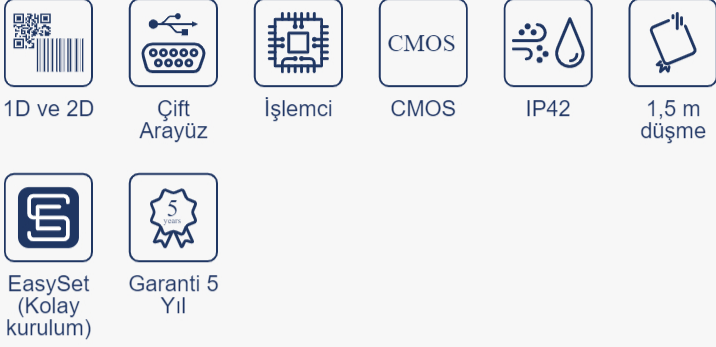 CMOS
1D ve 2D
Çift
Arayüz
İşlemci
CMOS
IP42
1,5 m
düşme
5
years
EasySet
(Kolay
kurulum)
Garanti 5
Yıl